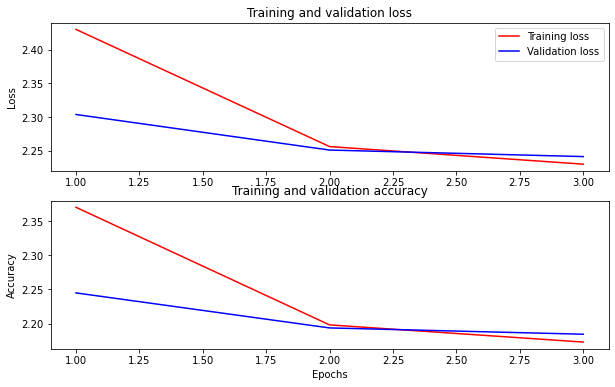 Training and validation loss
2.40
2.35
2.30
2.25
Loss
Training loss
Validation loss
1.00 1.25 1.50 1.75 2.00 2.25 2.50 2.75 3.00
Training and validation accuracy
2.35
2.30
2.25
2.20
Accuracy
1.00 1.25 1.50 1.75 2.00 2.25 2.50 2.75 3.00
Epochs